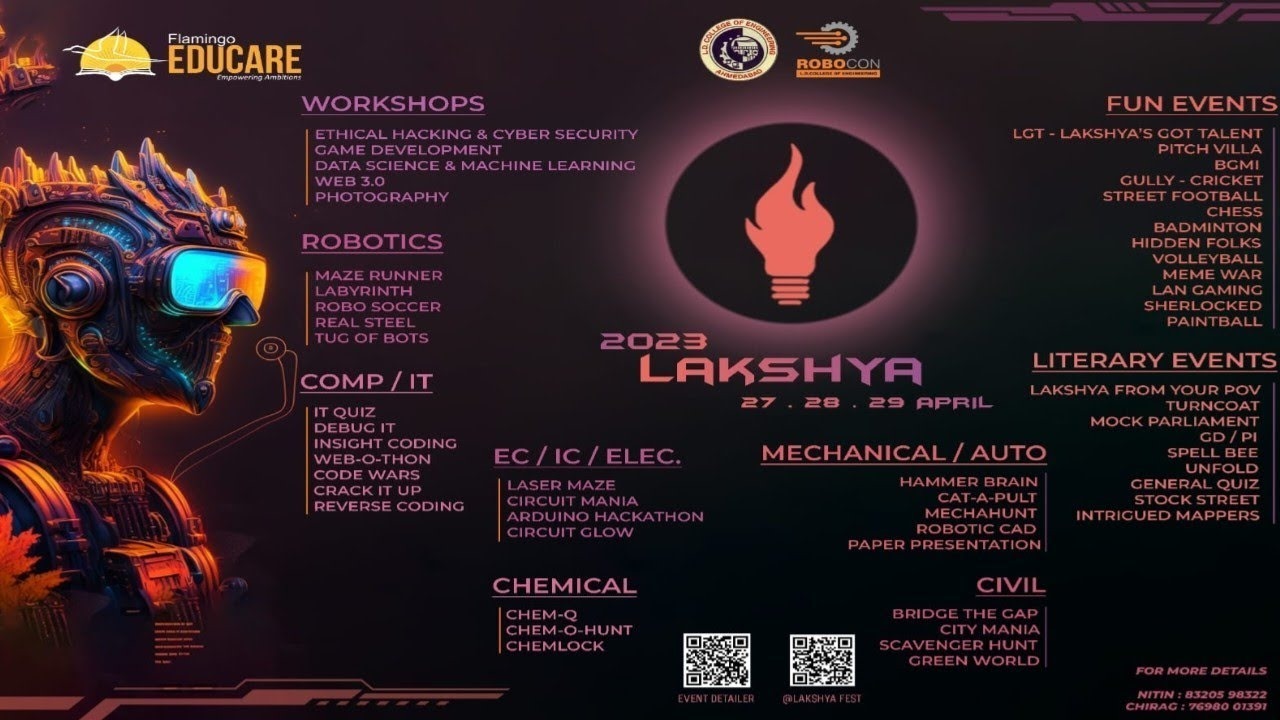 Flamingo
EDUCARE
Empowering Ambitions
L.D. COLLEGE OF ENGINEERING
AHMEDABAD
ROBOCON
L.D.COLLEGE OF ENGINEERING
WORKSHOPS
ETHICAL HACKING & CYBER SECURITY
GAME DEVELOPMENT
DATA SCIENCE & MACHINE LEARNING
WEB 3.0
PHOTOGRAPHY
ROBOTICS
MAZE RUNNER
LABYRINTH
ROBO SOCCER
REAL STEEL
TUG OF BOTS
COMP / IT
IT QUIZ
DEBUG IT
INSIGHT CODING
WEB-O-THON
CODE WARS
CRACK IT UP
REVERSE CODING
2023
LAKSHYA
27 . 28 . 29 APRIL
EC / IC / ELEC.
LASER MAZE
CIRCUIT MANIA
ARDUINO HACKATHON
CIRCUIT GLOW
CHEMICAL
CHEM-Q
CHEM-O-HUNT
CHEMLOCK
MECHANICAL / AUTO
HAMMER BRAIN
CAT-A-PULT
MECHAHUNT
ROBOTIC CAD
PAPER PRESENTATION
CIVIL
BRIDGE THE GAP
CITY MANIA
SCAVENGER HUNT
GREEN WORLD
FUN EVENTS
LGT - LAKSHYA'S GOT TALENT
PITCH VILLA
BGMI
GULLY - CRICKET
STREET FOOTBALL
CHESS
BADMINTON
HIDDEN FOLKS
VOLLEYBALL
MEME WAR
LAN GAMING
SHERLOCKED
PAINTBALL
LITERARY EVENTS
LAKSHYA FROM YOUR POV
TURNCOAT
MOCK PARLIAMENT
GD / PI
SPELL BEE
UNFOLD
GENERAL QUIZ
STOCK STREET
INTRIGUED MAPPERS
EVENT DETAILER
@LAKSHYA FEST
FOR MORE DETAILS
NITIN : 83205 98322
CHIRAG : 76980 01391